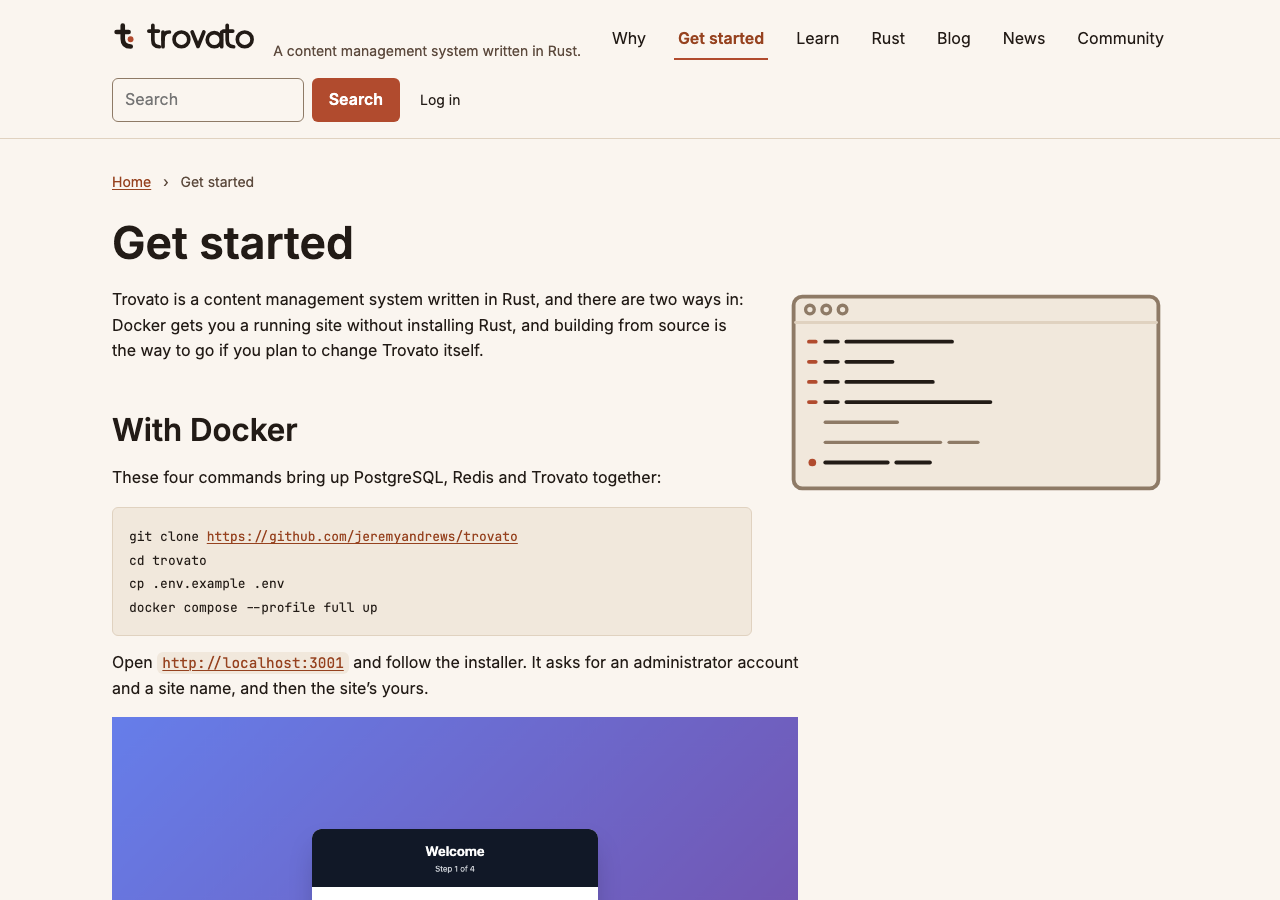 trovato
A content management system written in Rust.
Why
Get started
Learn
Rust
Blog
News
Community
Search
Search
Log in
Home › Get started
Get started
Trovato is a content management system written in Rust, and there are two ways in:
Docker gets you a running site without installing Rust, and building from source is
the way to go if you plan to change Trovato itself.
With Docker
These four commands bring up PostgreSQL, Redis and Trovato together:
git clone https://github.com/jeremyandrews/trovato
cd trovato
cp .env.example .env
docker compose --profile full up
Open http://localhost:3001 and follow the installer. It asks for an administrator account
and a site name, and then the site’s yours.
Welcome
Step 1 of 4